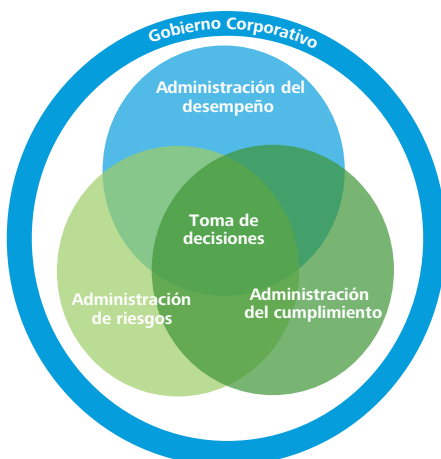 Gobierno Corporativo
Administración del
desempeño
Toma de
decisiones
Administración
de riesgos
Administración
del cumplimiento